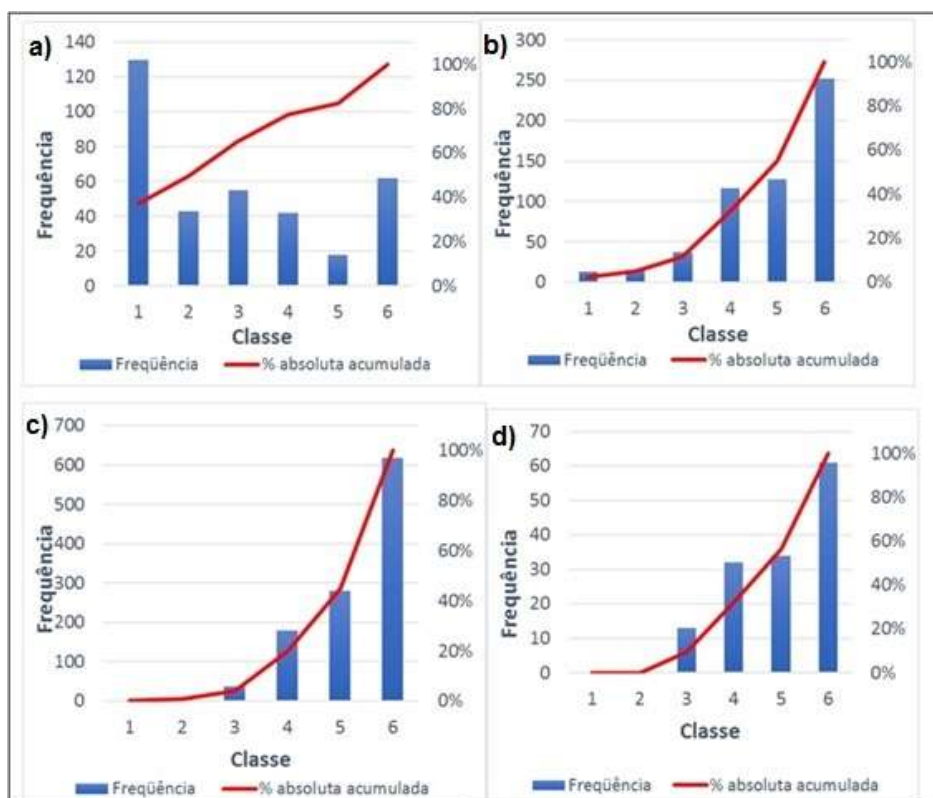 a)
140
120
100
80
60
40
20
0
100%
80%
60%
40%
20%
0%
Frequência
1 2 3 4 5 6
Classe
Freqüência % absoluta acumulada
b)
300
250
200
150
100
50
0
100%
80%
60%
40%
20%
0%
Frequência
1 2 3 4 5 6
Classe
Freqüência % absoluta acumulada
c)
700
600
500
400
300
200
100
0
100%
80%
60%
40%
20%
0%
Frequência
1 2 3 4 5 6
Classe
Freqüência % absoluta acumulada
d)
70
60
50
40
30
20
10
0
100%
80%
60%
40%
20%
0%
Frequência
1 2 3 4 5 6
Classe
Freqüência % absoluta acumulada